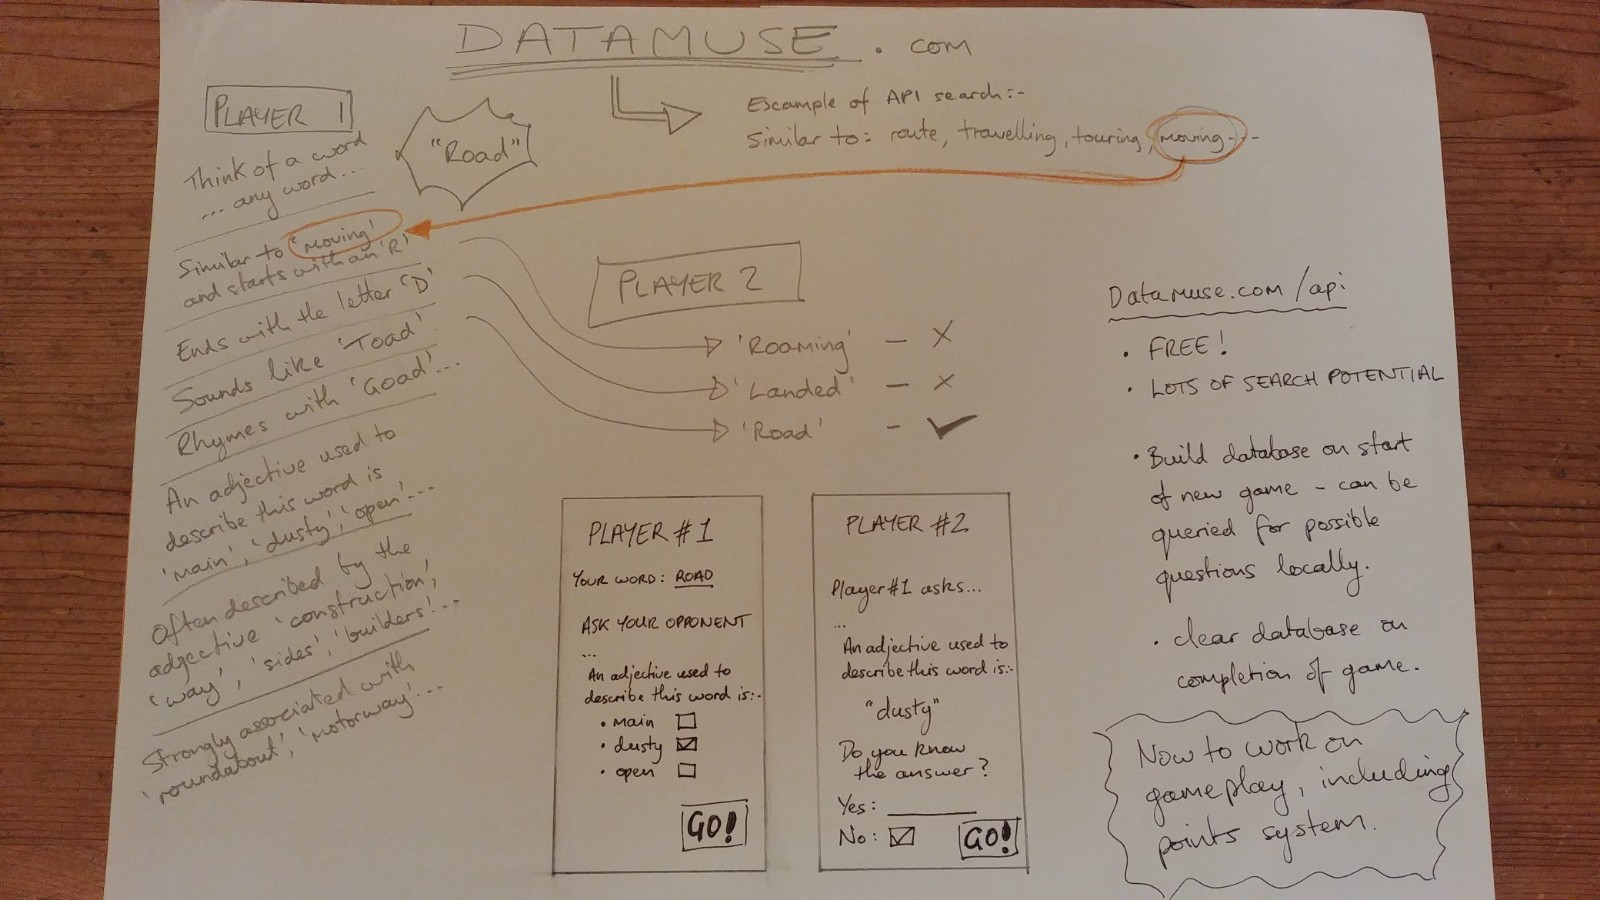 DATAMUSE . com
PLAYER 1
Think of a word
... any word...
"Road"
Example of API search:-
Similar to: route, travelling, touring, moving---
Similar to 'moving'
and starts with an 'R'
Ends with the letter 'D'
Sounds like 'Toad'.
Rhymes with 'Goad'...
An adjective used to
describe this word is
'main', 'dusty', 'open'...
Often described by the
adjective 'construction',
'way', 'sides', 'builders'...
Strongly associated with
'roundabout', 'motorway'...
PLAYER 2
'Roaming' - X
'Landed' - X
'Road' - ✓
PLAYER #1
YOUR WORD: ROAD
ASK YOUR OPPONENT
...
An adjective used to
describe this word is:-
• main ☐
• dusty ☑
• open ☐
GO!
PLAYER #2
Player #1 asks...
...
An adjective used to
describe this word is:-
"dusty"
Do you know
the answer?
Yes: ________
No: ☑ GO!
Datamuse.com/api
• FREE!
• LOTS OF SEARCH POTENTIAL
• Build database on start
of new game - can be
queried for possible
questions locally.
• clear database on
completion of game.
Now to work on
gameplay, including
points system.